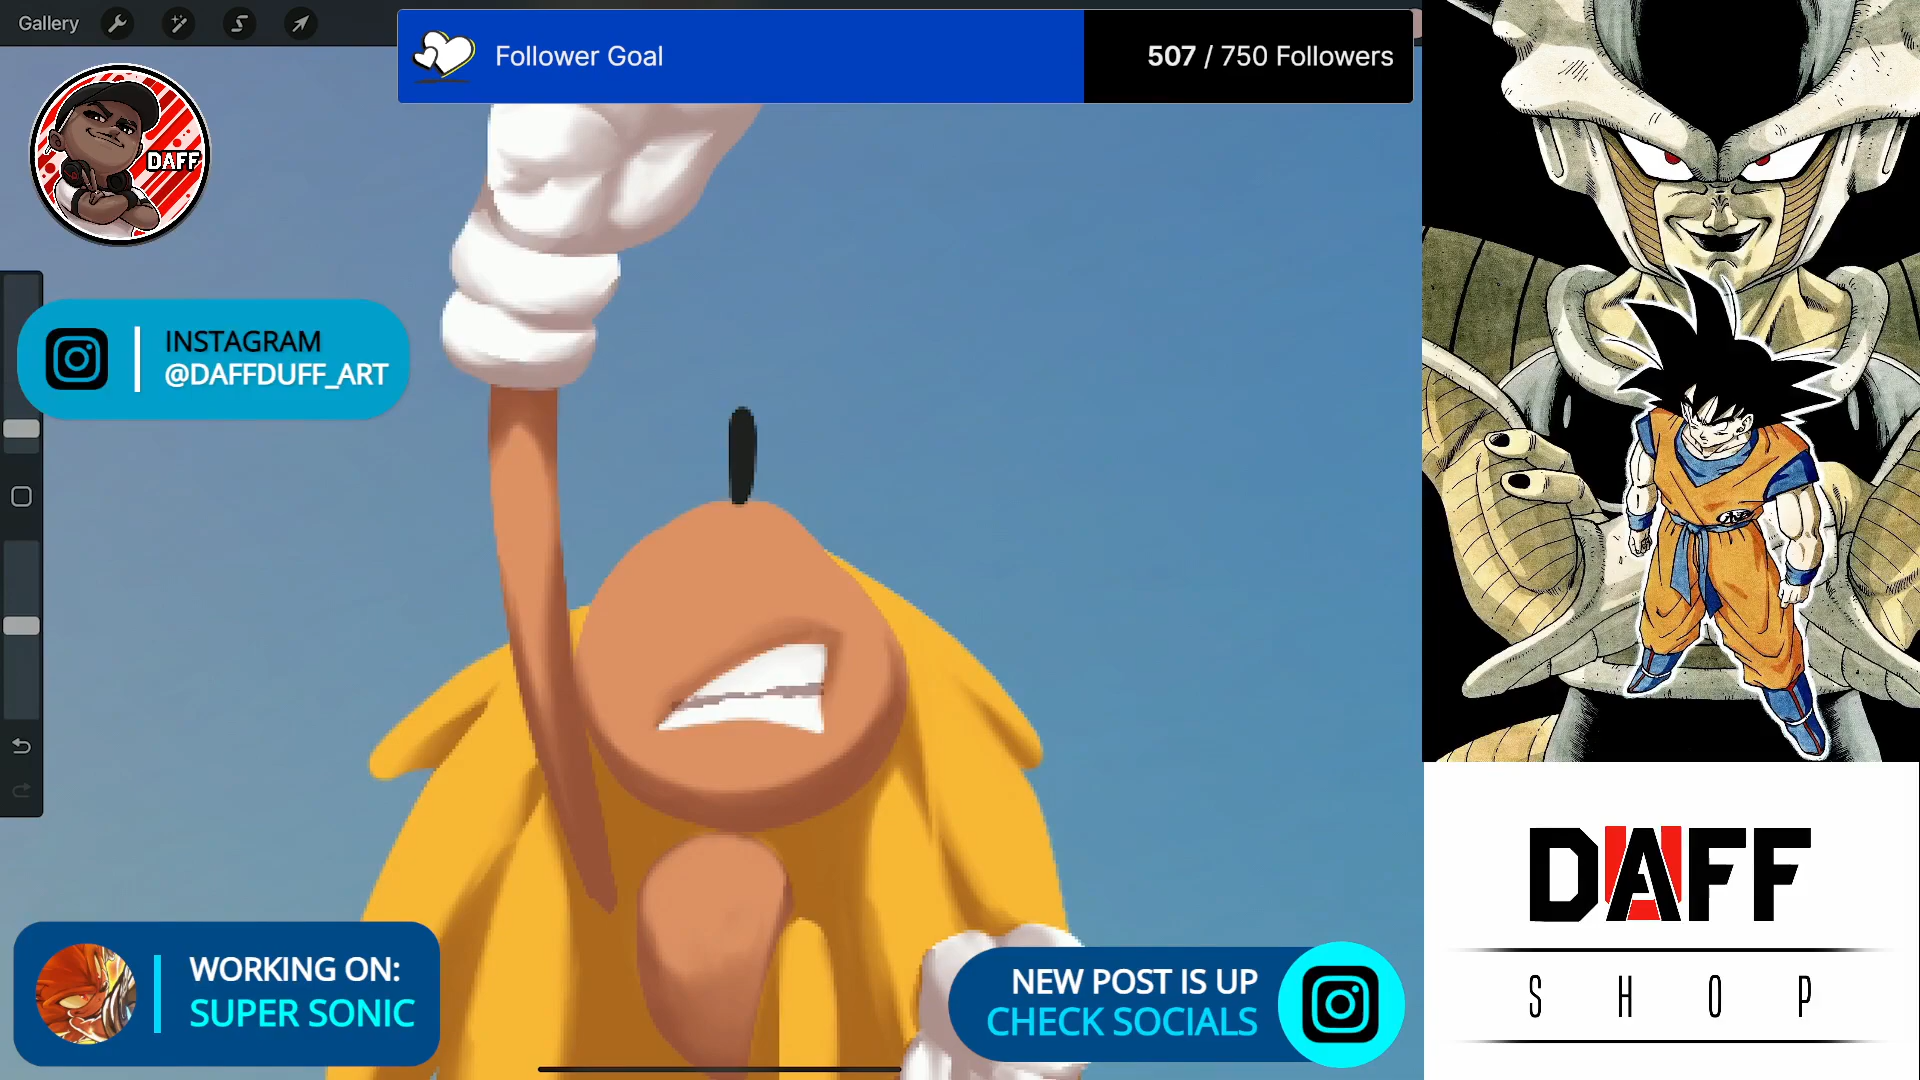 Gallery
Follower Goal
507 / 750 Followers
DAFF
INSTAGRAM
@DAFFDUFF_ART
WORKING ON:
SUPER SONIC
NEW POST IS UP
CHECK SOCIALS
DAFF
SHOP